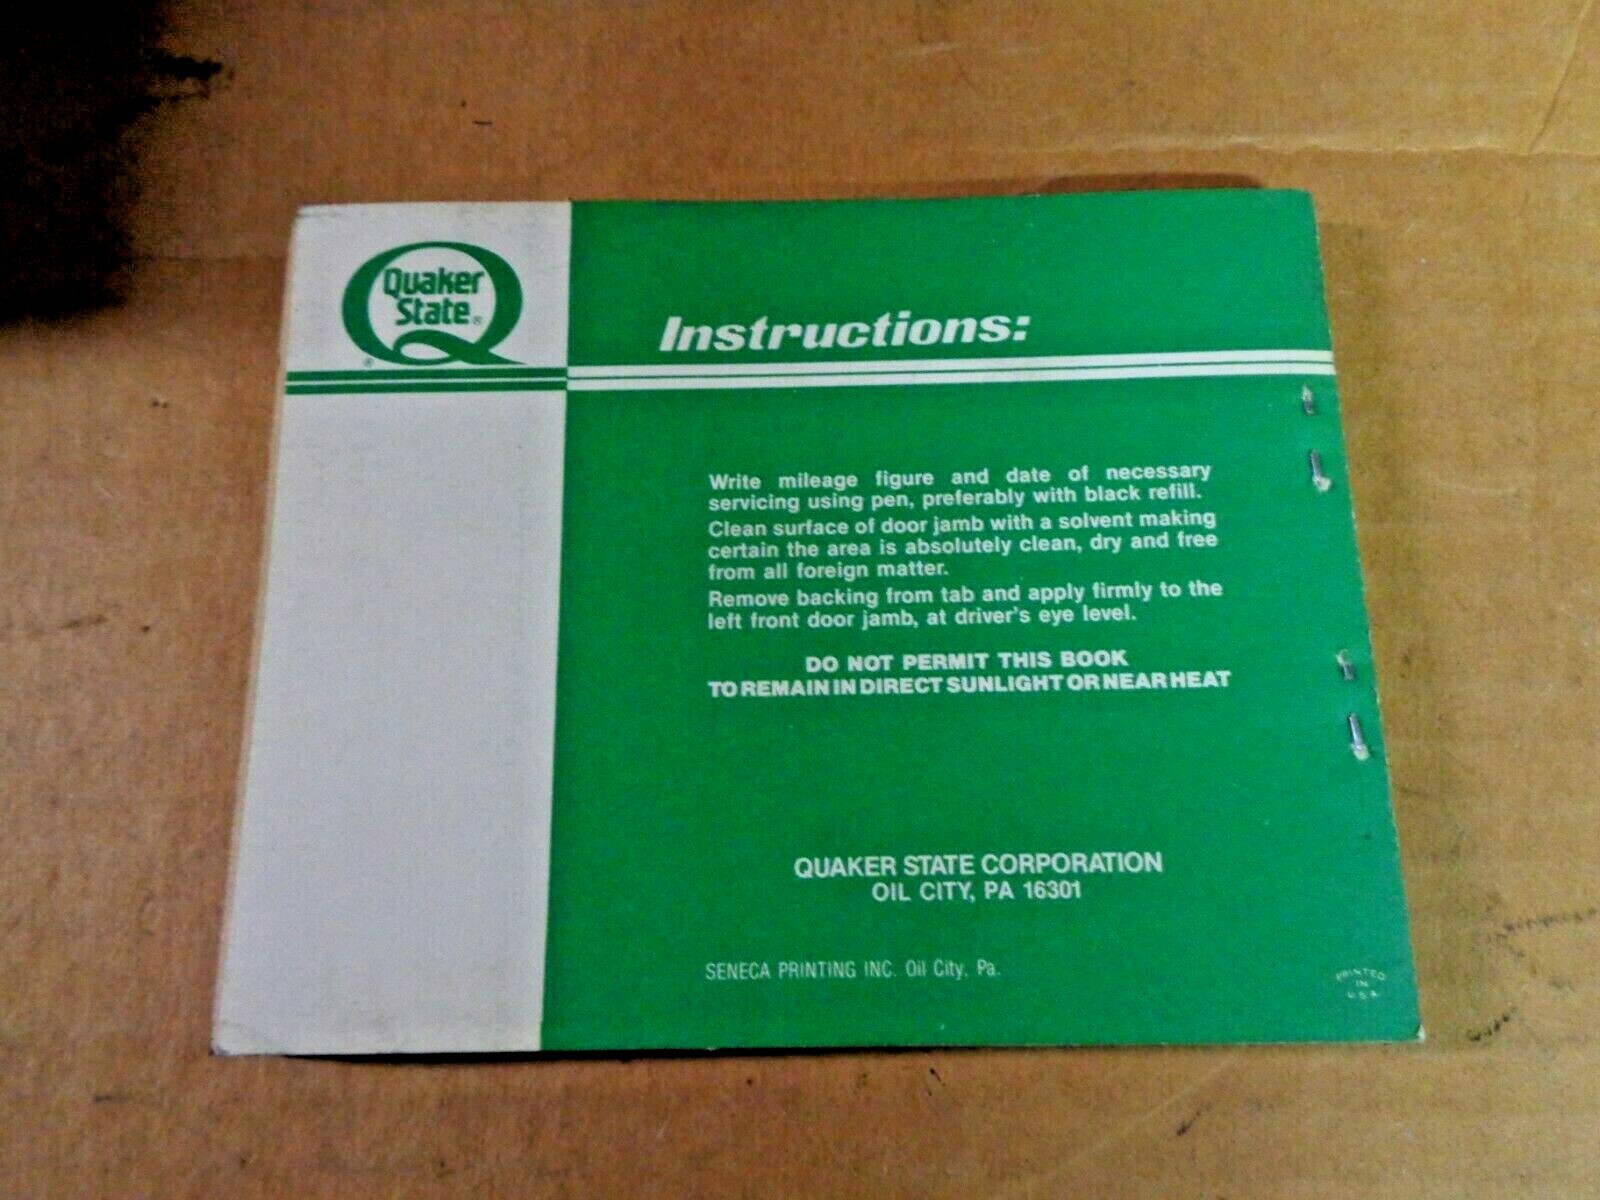 Quaker
State®
®
Instructions:
Write mileage figure and date of necessary
servicing using pen, preferably with black refill.
Clean surface of door jamb with a solvent making
certain the area is absolutely clean, dry and free
from all foreign matter.
Remove backing from tab and apply firmly to the
left front door jamb, at driver's eye level.
DO NOT PERMIT THIS BOOK
TO REMAIN IN DIRECT SUNLIGHT OR NEAR HEAT
QUAKER STATE CORPORATION
OIL CITY, PA 16301
SENECA PRINTING INC. Oil City, Pa.
PRINTED
IN
U.S.A.